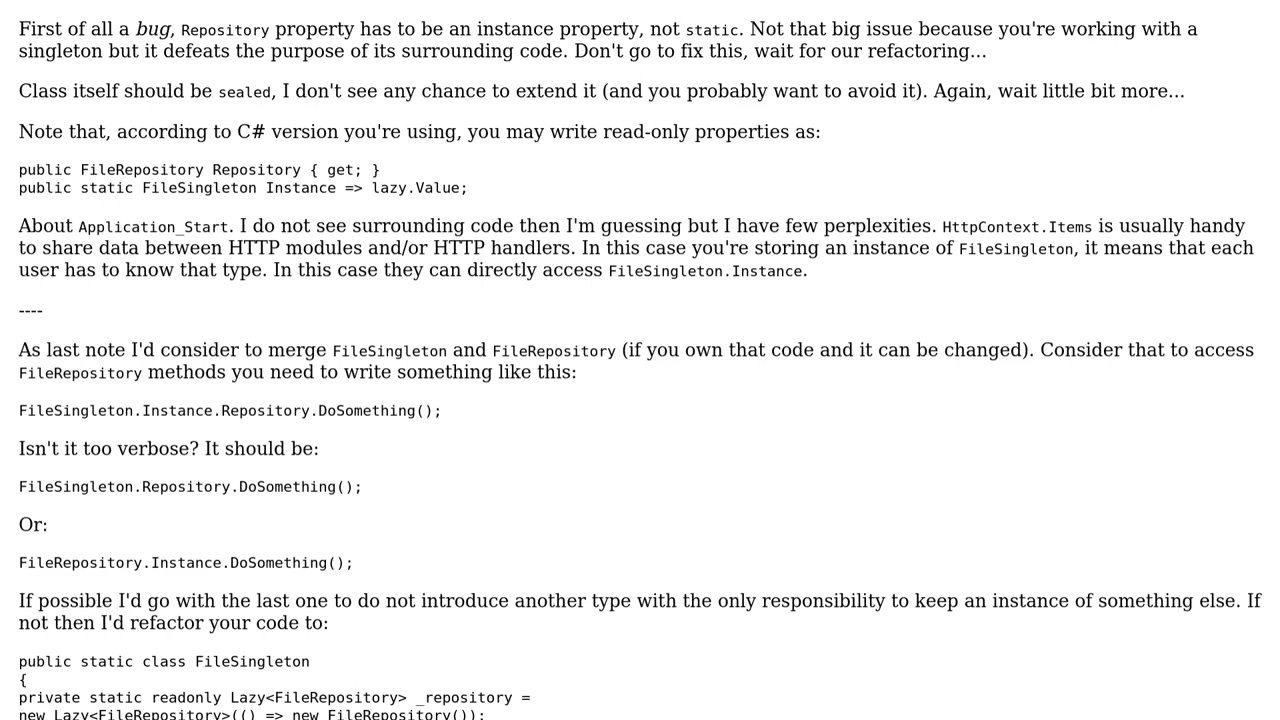 First of all a bug, Repository property has to be an instance property, not static. Not that big issue because you're working with a
singleton but it defeats the purpose of its surrounding code. Don't go to fix this, wait for our refactoring...
Class itself should be sealed, I don't see any chance to extend it (and you probably want to avoid it). Again, wait little bit more...
Note that, according to C# version you're using, you may write read-only properties as:
public FileRepository Repository { get; }
public static FileSingleton Instance => lazy.Value;
About Application_Start. I do not see surrounding code then I'm guessing but I have few perplexities. HttpContext.Items is usually handy
to share data between HTTP modules and/or HTTP handlers. In this case you're storing an instance of FileSingleton, it means that each
user has to know that type. In this case they can directly access FileSingleton.Instance.
----
As last note I'd consider to merge FileSingleton and FileRepository (if you own that code and it can be changed). Consider that to access
FileRepository methods you need to write something like this:
FileSingleton.Instance.Repository.DoSomething();
Isn't it too verbose? It should be:
FileSingleton.Repository.DoSomething();
Or:
FileRepository.Instance.DoSomething();
If possible I'd go with the last one to do not introduce another type with the only responsibility to keep an instance of something else. If
not then I'd refactor your code to:
public static class FileSingleton
{
private static readonly Lazy<FileRepository> _repository =
new Lazy<FileRepository>(() => new FileRepository());